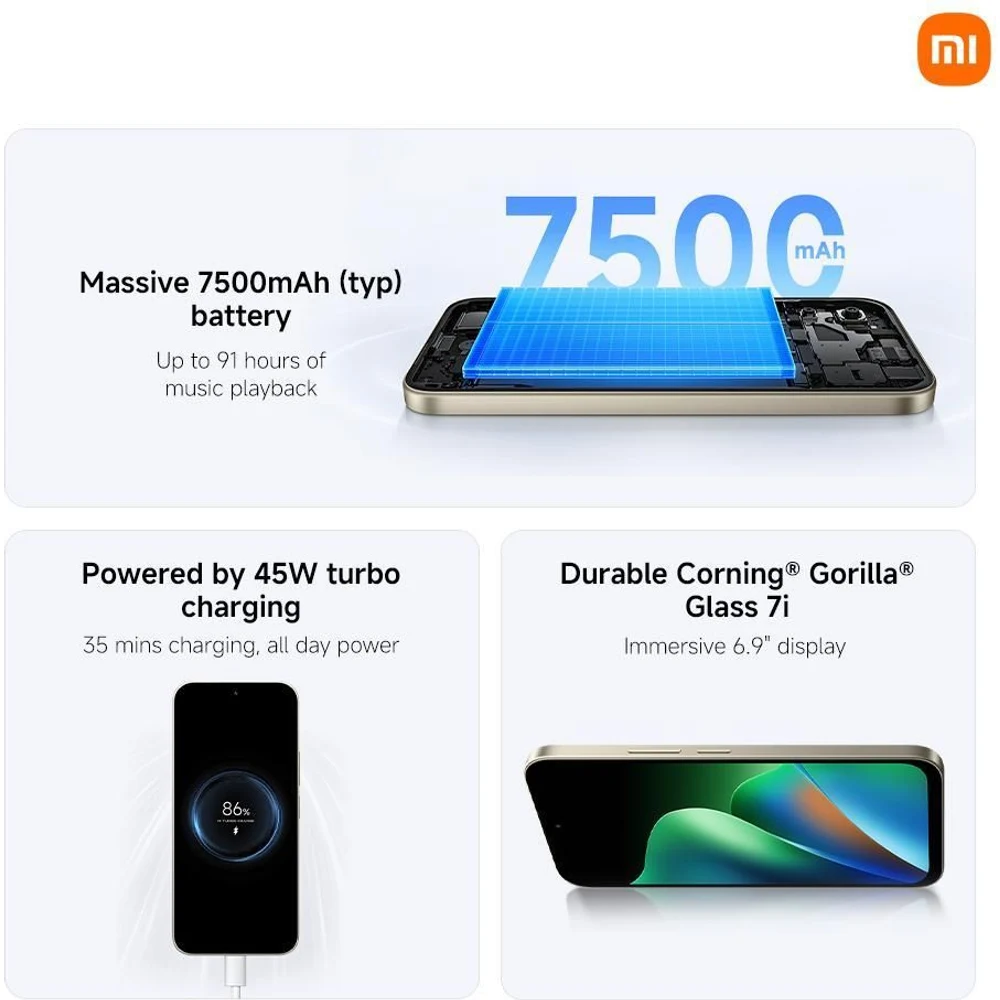 mi
7500
mAh
Massive 7500mAh (typ)
battery
Up to 91 hours of
music playback
Powered by 45W turbo
charging
35 mins charging, all day power
86%
Durable Corning® Gorilla®
Glass 7i
Immersive 6.9" display